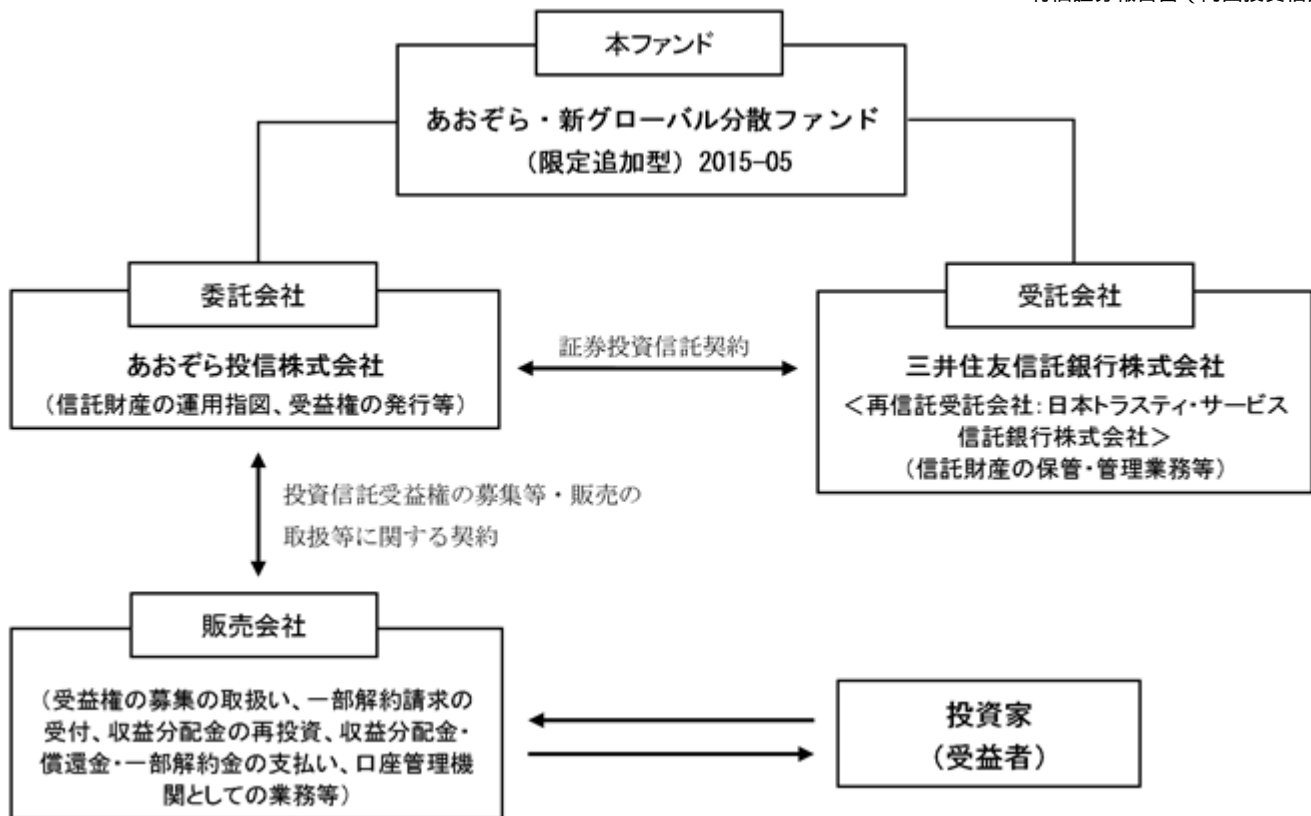 本ファンド
あおぞら・新グローバル分散ファンド
（限定追加型）2015-05
委託会社
あおぞら投信株式会社
（信託財産の運用指図、受益権の発行等）
証券投資信託契約
受託会社
三井住友信託銀行株式会社
＜再信託受託会社：日本トラスティ・サービス
信託銀行株式会社＞
（信託財産の保管・管理業務等）
投資信託受益権の募集等・販売の
取扱等に関する契約
販売会社
（受益権の募集の取扱い、一部解約請求の
受付、収益分配金の再投資、収益分配金・
償還金・一部解約金の支払い、口座管理機
関としての業務等）
投資家
（受益者）